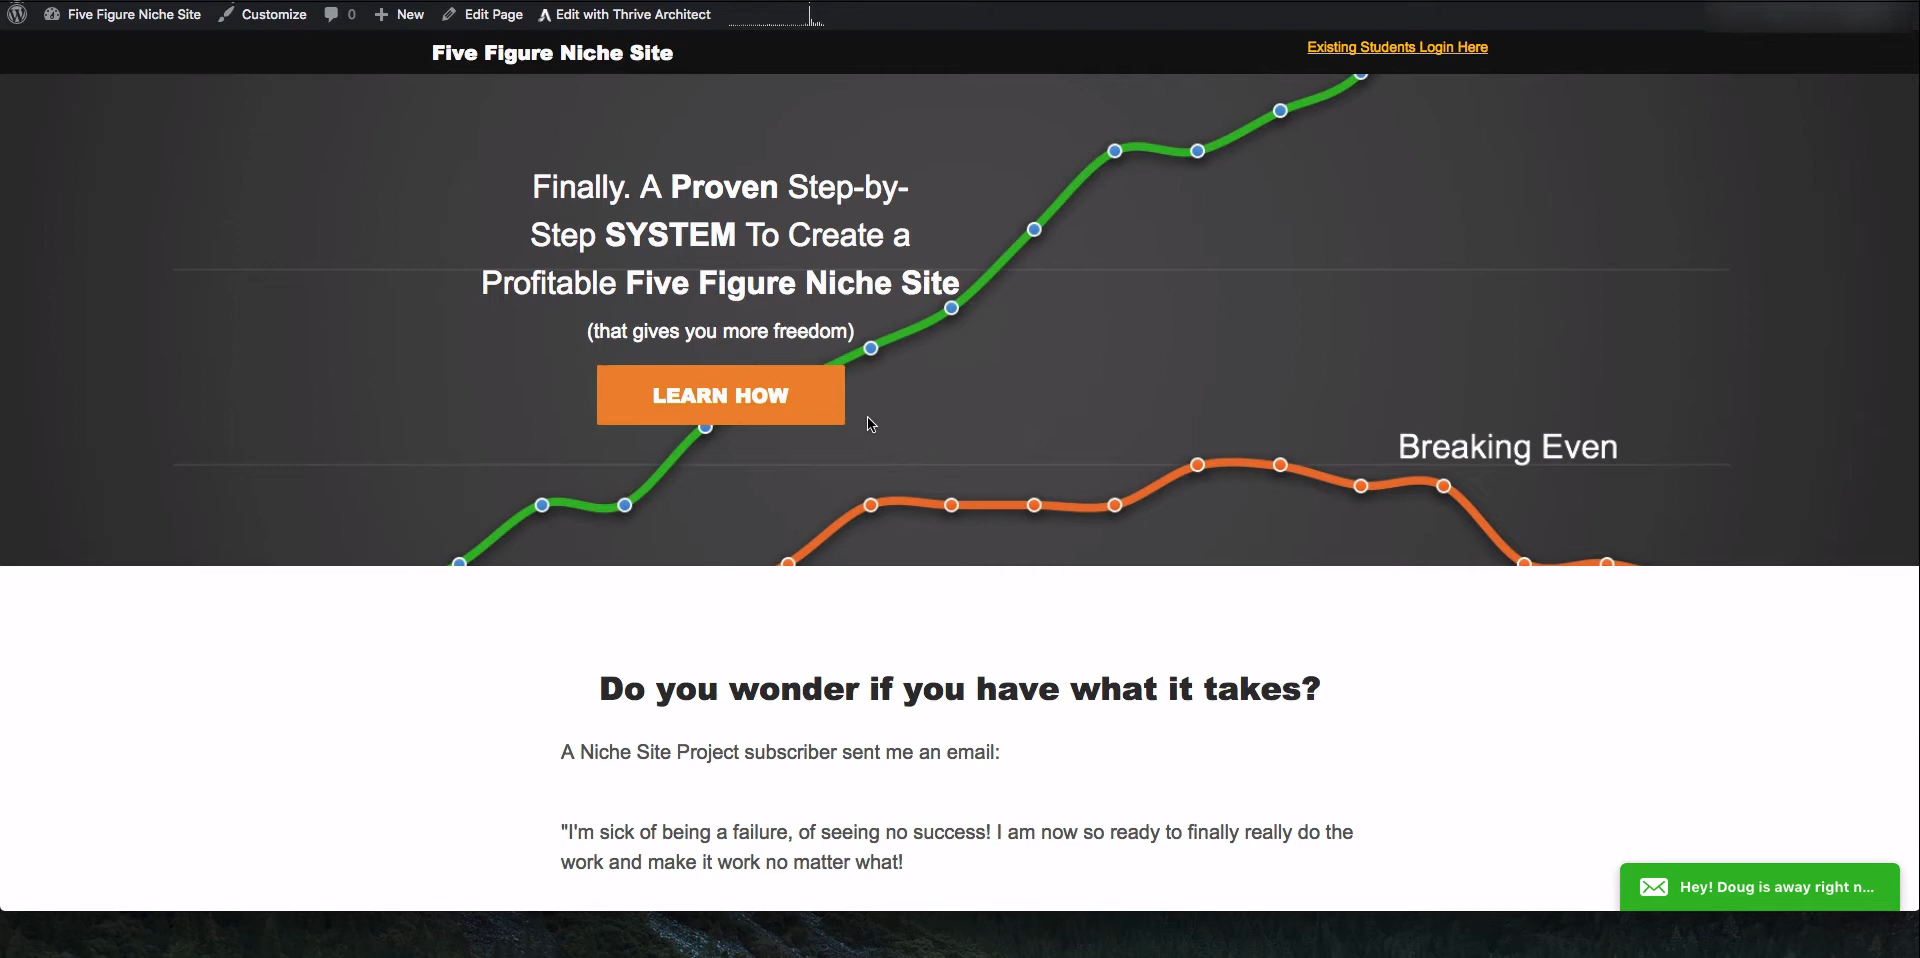 Five Figure Niche Site Customize 0 New Edit Page Edit with Thrive Architect
Five Figure Niche Site
Existing Students Login Here
Finally. A Proven Step-by-
Step SYSTEM To Create a
Profitable Five Figure Niche Site
(that gives you more freedom)
LEARN HOW
Breaking Even
Do you wonder if you have what it takes?
A Niche Site Project subscriber sent me an email:
"I'm sick of being a failure, of seeing no success! I am now so ready to finally really do the
work and make it work no matter what!
Hey! Doug is away right n...